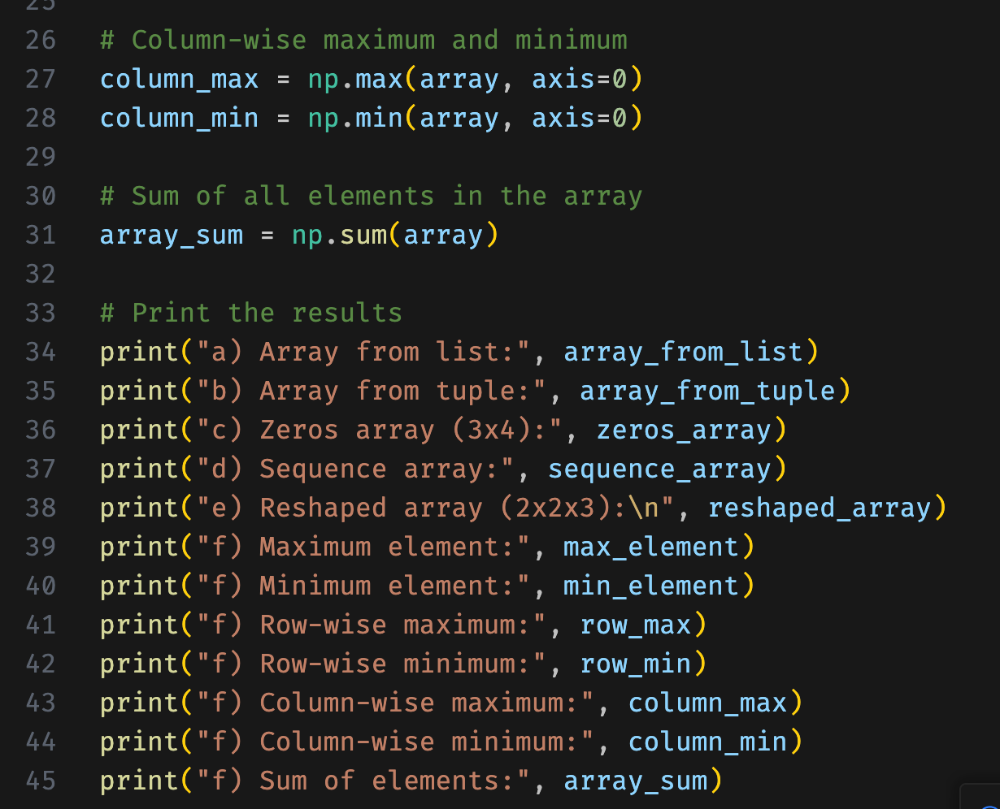 25
26 # Column-wise maximum and minimum
27 column_max = np.max(array, axis=0)
28 column_min = np.min(array, axis=0)
29
30 # Sum of all elements in the array
31 array_sum = np.sum(array)
32
33 # Print the results
34 print("a) Array from list:", array_from_list)
35 print("b) Array from tuple:", array_from_tuple)
36 print("c) Zeros array (3x4):", zeros_array)
37 print("d) Sequence array:", sequence_array)
38 print("e) Reshaped array (2x2x3):\n", reshaped_array)
39 print("f) Maximum element:", max_element)
40 print("f) Minimum element:", min_element)
41 print("f) Row-wise maximum:", row_max)
42 print("f) Row-wise minimum:", row_min)
43 print("f) Column-wise maximum:", column_max)
44 print("f) Column-wise minimum:", column_min)
45 print("f) Sum of elements:", array_sum)